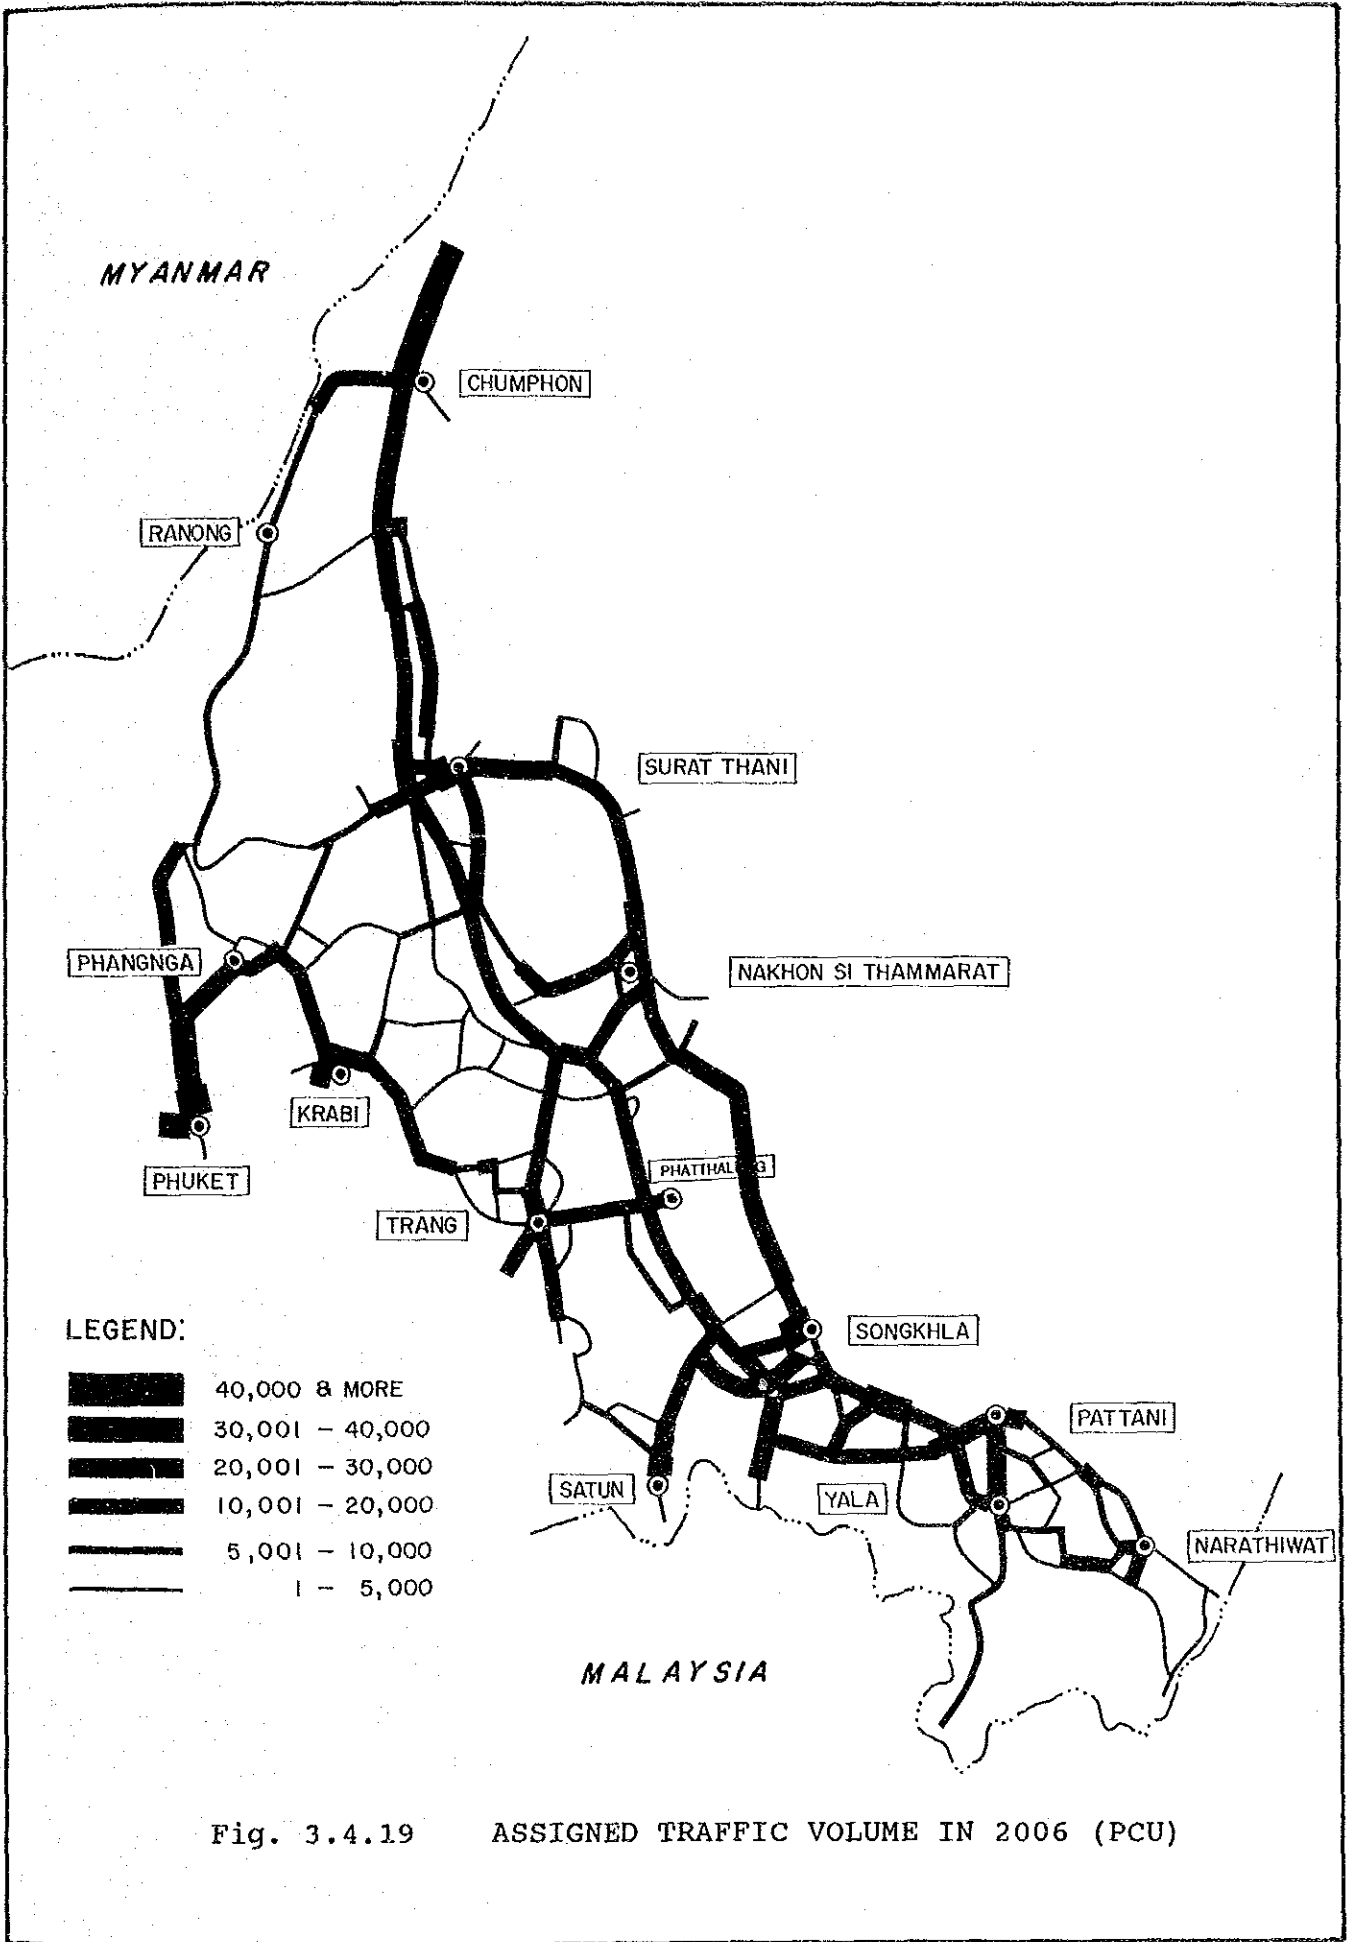 MYANMAR
CHUMPHON
RANONG
SURAT THANI
PHANGNGA
NAKHON SI THAMMARAT
KRABI
PHATTHAL G
PHUKET
TRANG
LEGEND:
SONGKHLA
40,000 & MORE
30,001 - 40,000
PATTANI
20,001 - 30,000
SATUN
YALA
10,001 - 20,000
5,001 - 10,000
NARATHIWAT
1 - 5,000
MALAYSIA
Fig. 3.4.19 ASSIGNED TRAFFIC VOLUME IN 2006 (PCU)